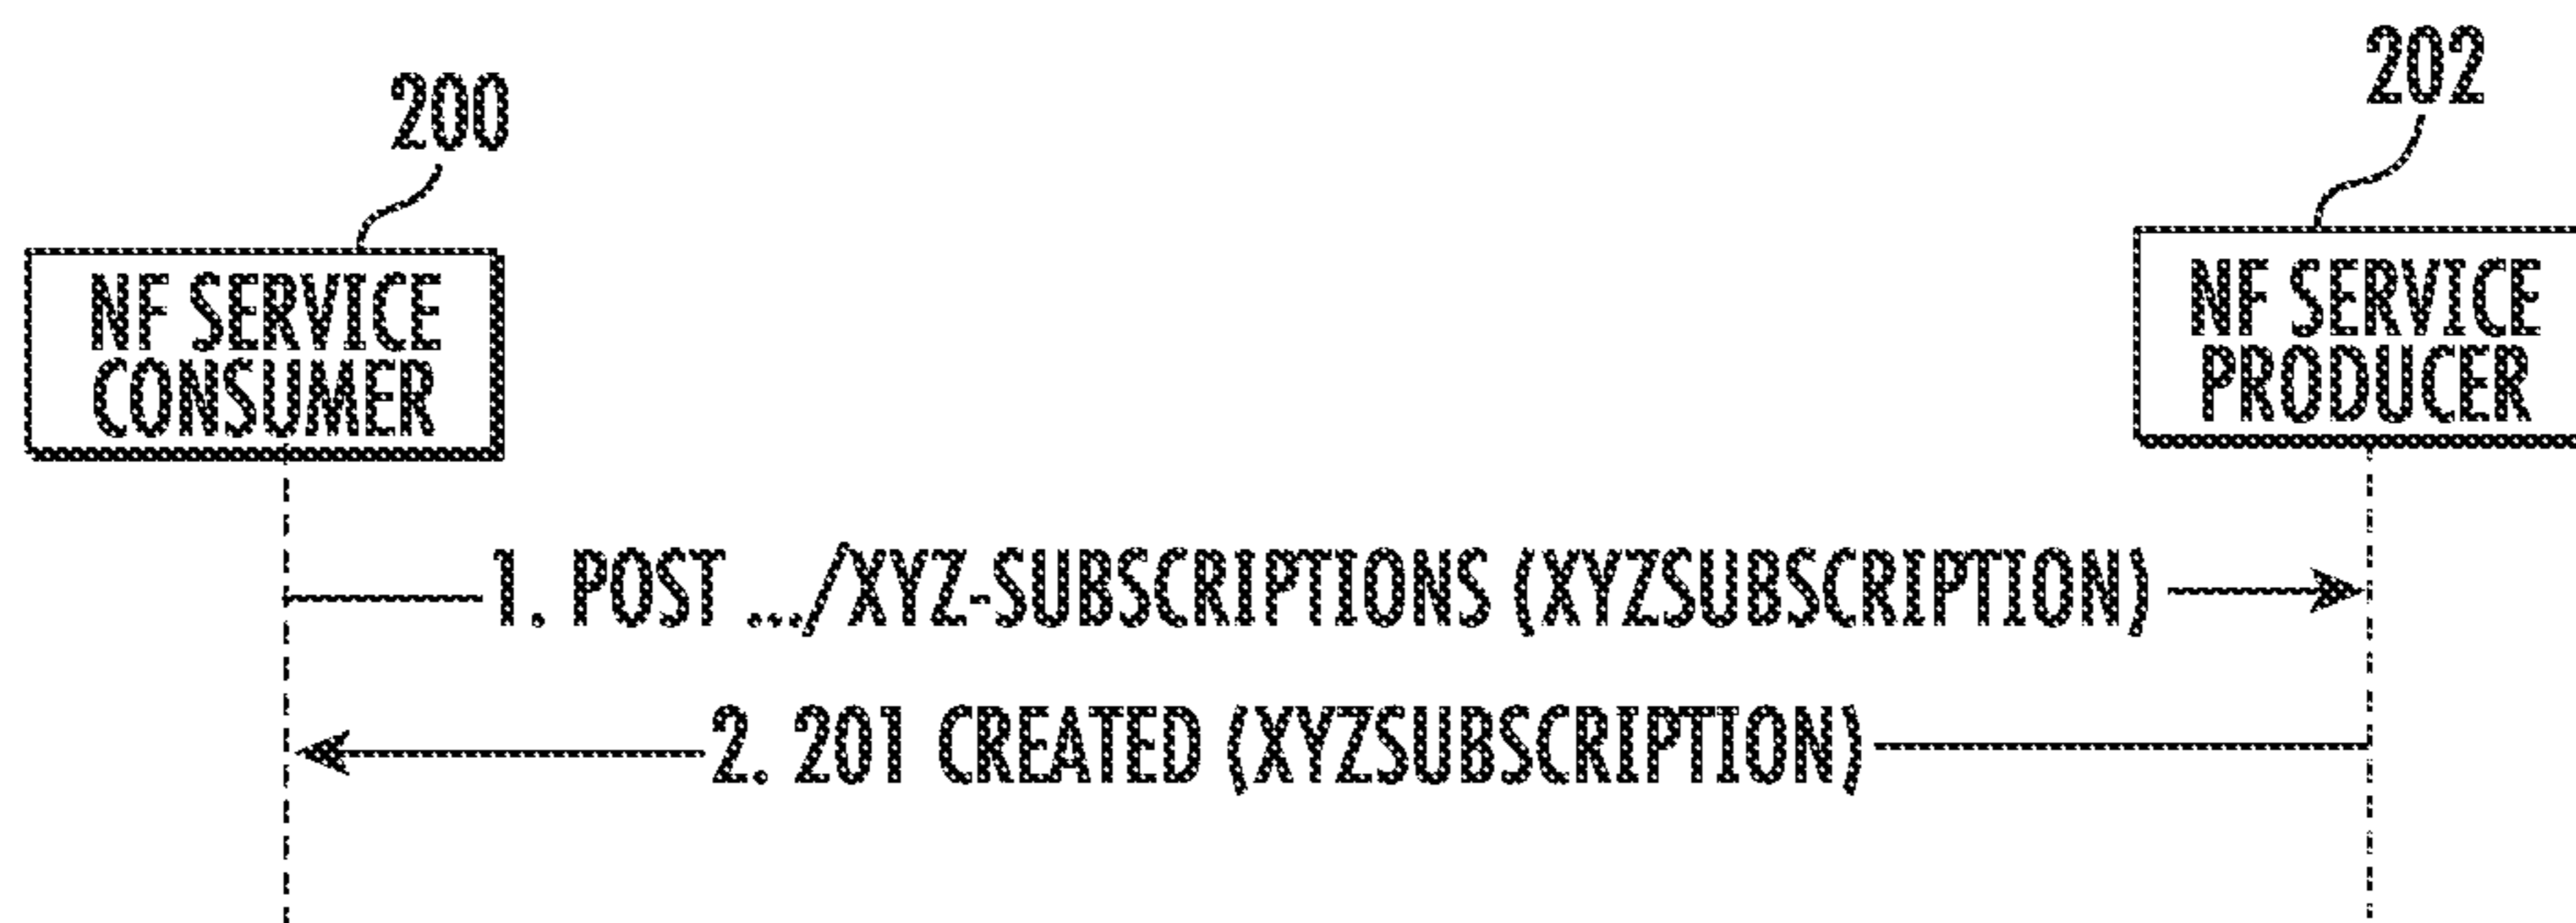 200
202
NF SERVICE
CONSUMER
NF SERVICE
PRODUCER
1. POST .../XYZ-SUBSCRIPTIONS (XYZSUBSCRIPTION)
2. 201 CREATED (XYZSUBSCRIPTION)